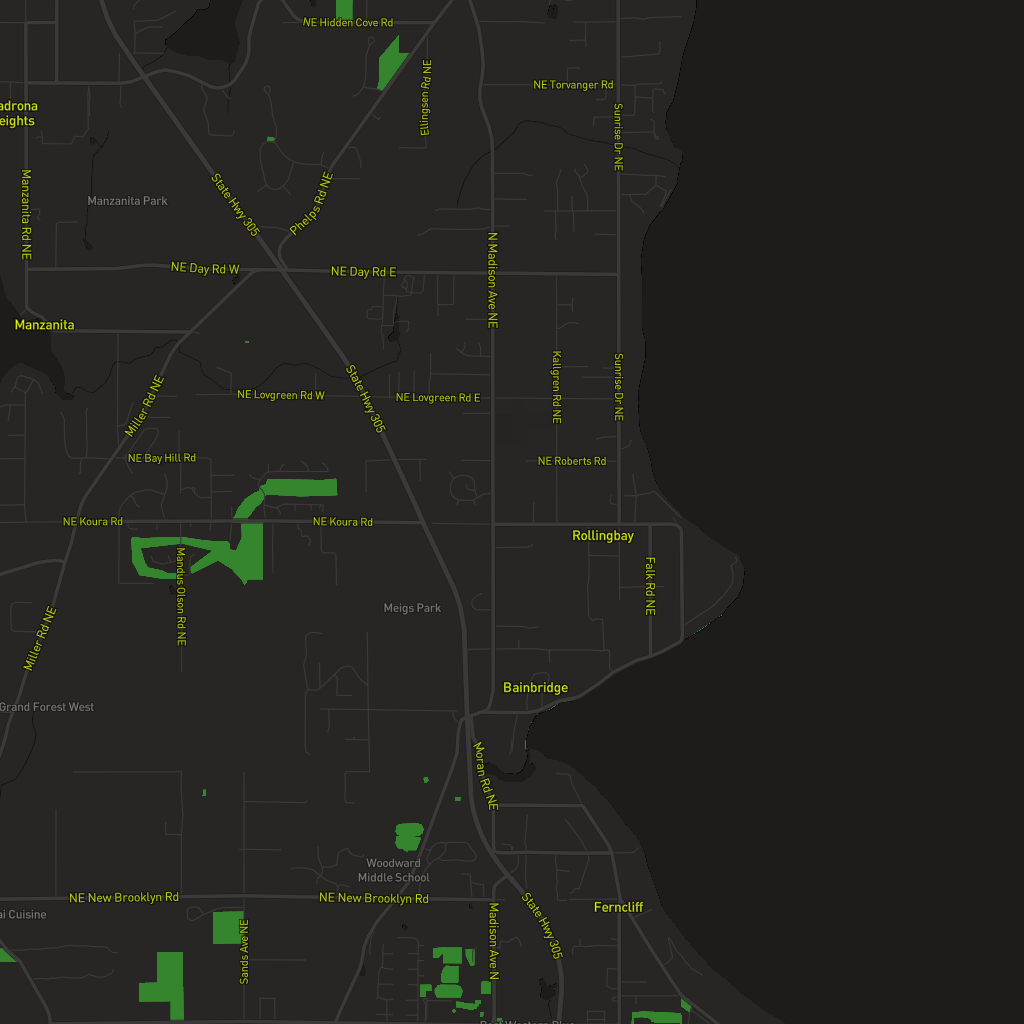 NE Hidden Cove Rd
Ellingsen Rd NE
NE Torvanger Rd
Sunrise Dr NE
adrona
eights
Manzanita Rd NE
Manzanita Park
State Hwy 305
Phelps Rd NE
N Madison Ave NE
NE Day Rd W
NE Day Rd E
Manzanita
Miller Rd NE
State Hwy 305
Kallgren Rd NE
Sunrise Dr NE
NE Lovgreen Rd W
NE Lovgreen Rd E
NE Bay Hill Rd
NE Roberts Rd
NE Koura Rd
NE Koura Rd
Rollingbay
Mandus Olson Rd NE
Falk Rd NE
Meigs Park
Miller Rd NE
Bainbridge
Grand Forest West
Moran Rd NE
Woodward
Middle School
NE New Brooklyn Rd
NE New Brooklyn Rd
State Hwy 305
Ferncliff
ai Cuisine
Sands Ave NE
Madison Ave N